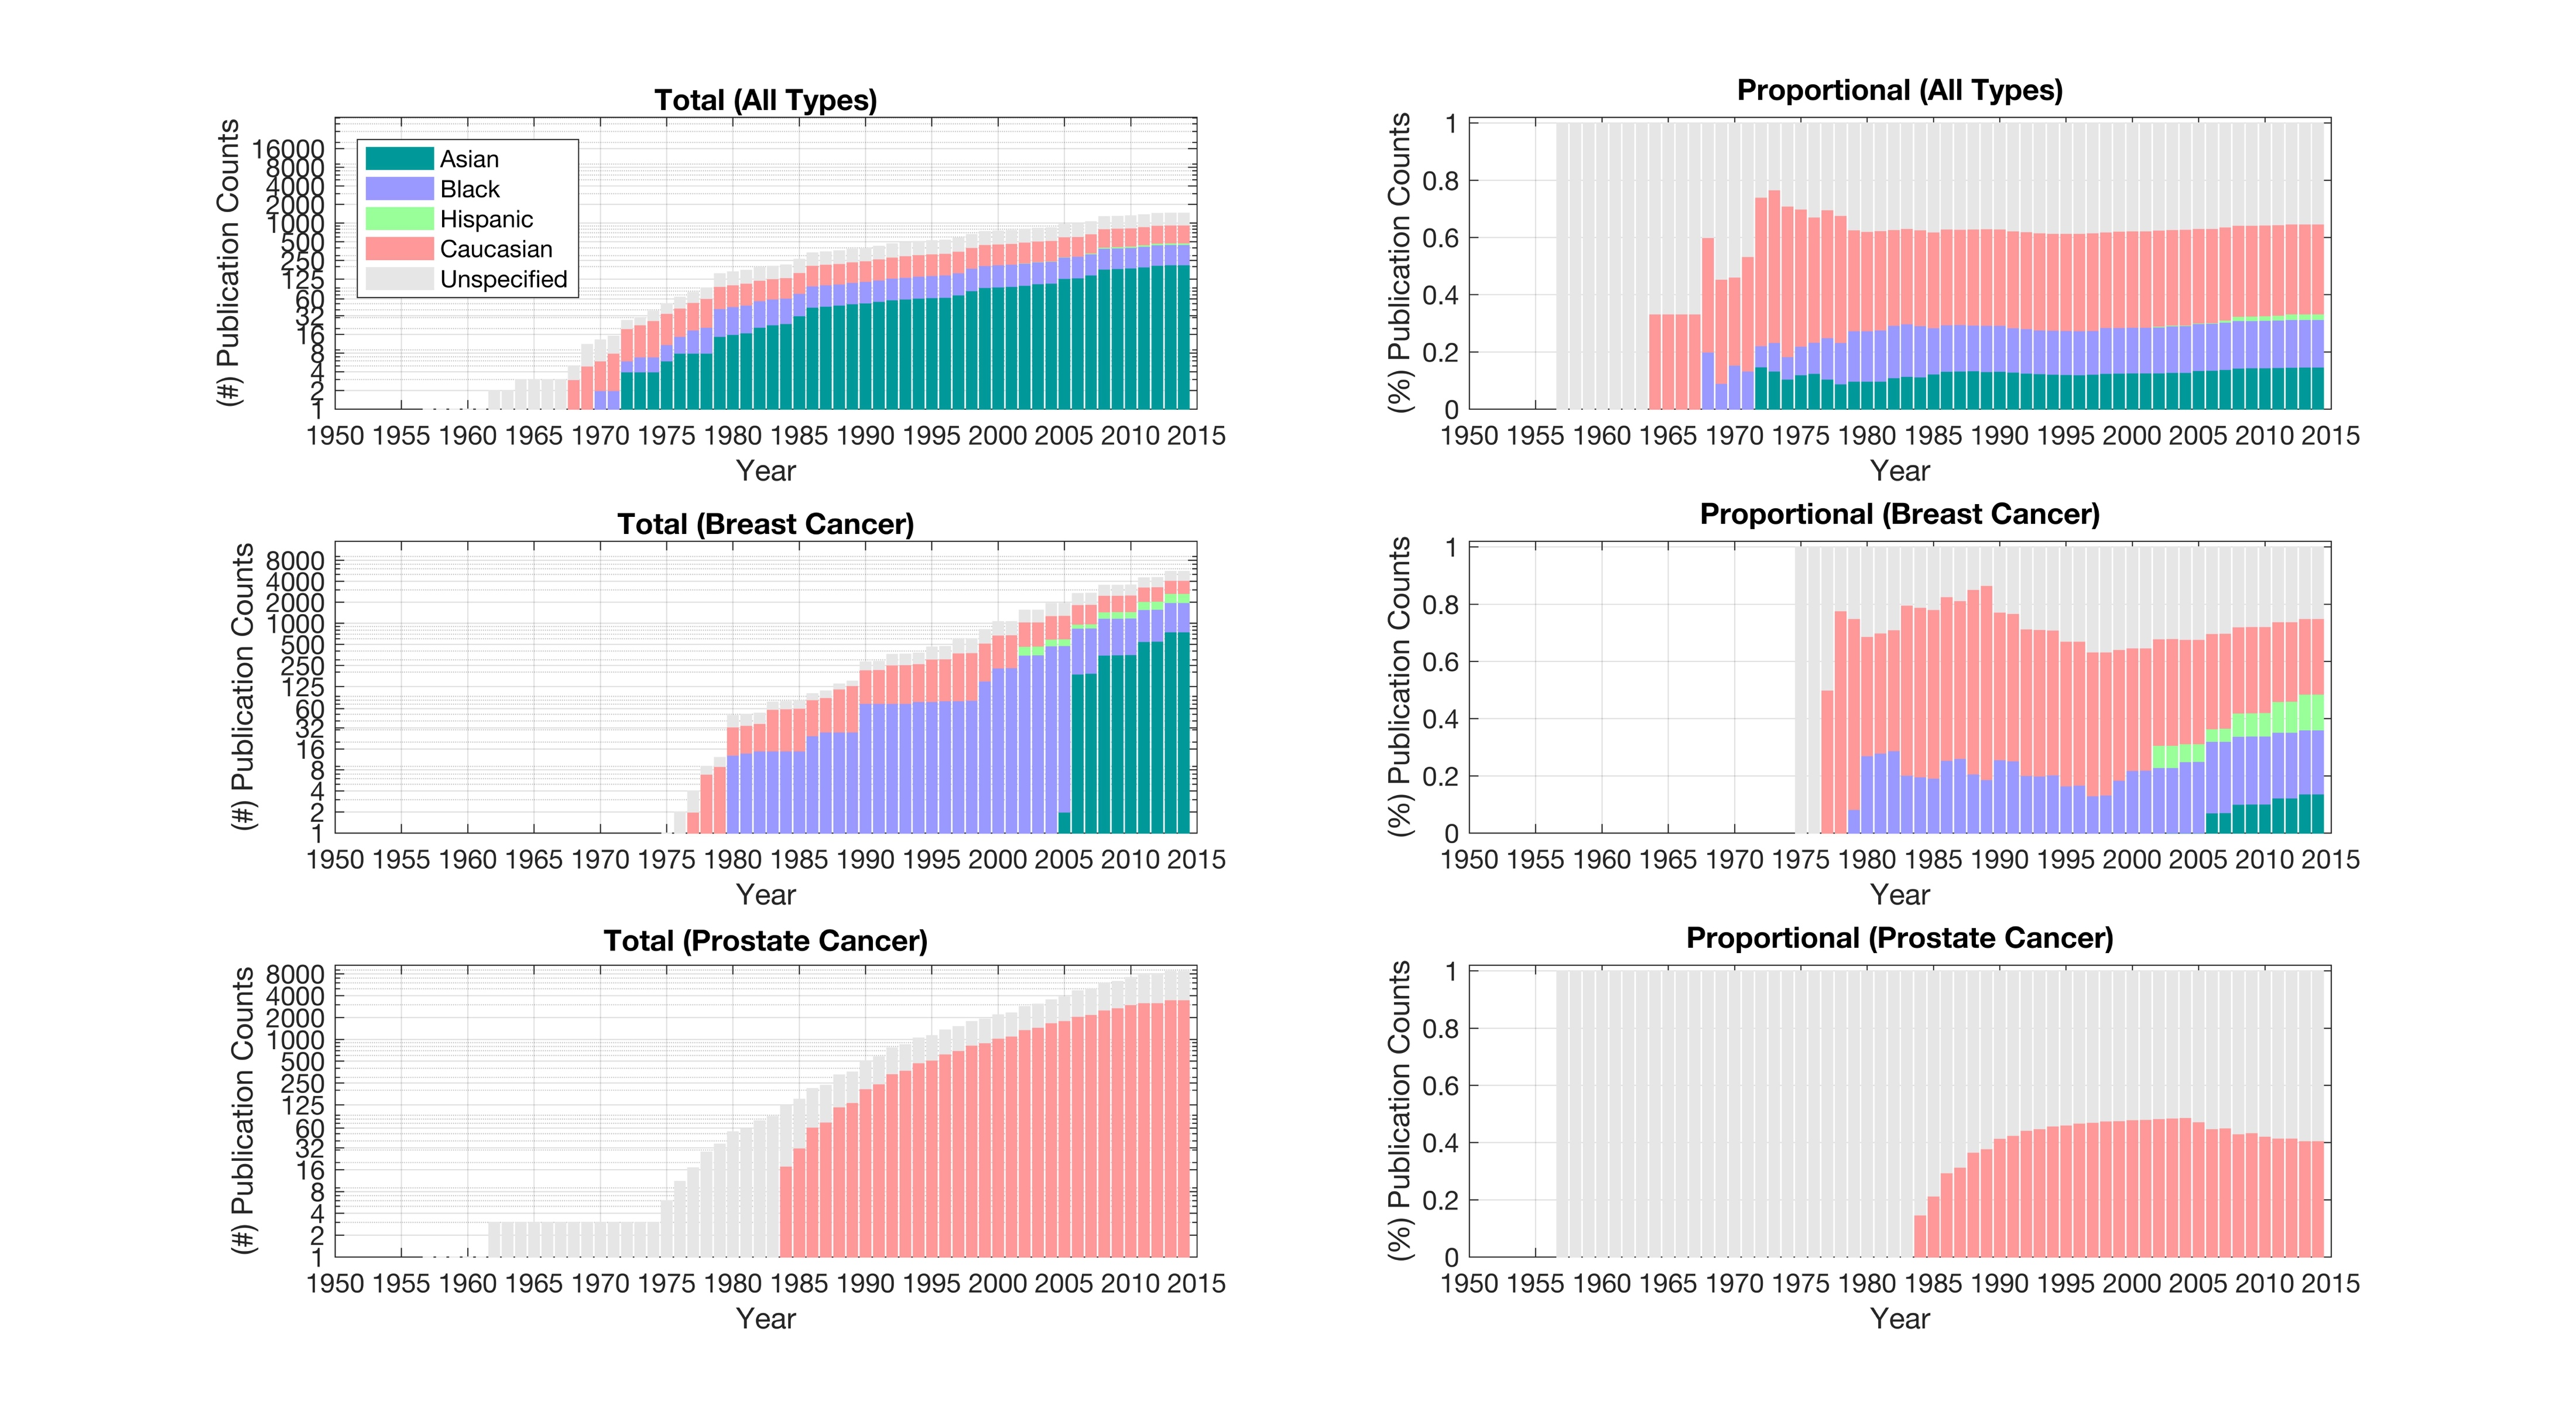 Total (All Types)
(#) Publication Counts
16000
8000
4000
2000
1000
500
250
125
60
32
16
8
4
2
1
Asian
Black
Hispanic
Caucasian
Unspecified
1950 1955 1960 1965 1970 1975 1980 1985 1990 1995 2000 2005 2010 2015
Year
Proportional (All Types)
(%) Publication Counts
1
0.8
0.6
0.4
0.2
0
1950 1955 1960 1965 1970 1975 1980 1985 1990 1995 2000 2005 2010 2015
Year
Total (Breast Cancer)
(#) Publication Counts
8000
4000
2000
1000
500
250
125
60
32
16
8
4
2
1
1950 1955 1960 1965 1970 1975 1980 1985 1990 1995 2000 2005 2010 2015
Year
Proportional (Breast Cancer)
(%) Publication Counts
1
0.8
0.6
0.4
0.2
0
1950 1955 1960 1965 1970 1975 1980 1985 1990 1995 2000 2005 2010 2015
Year
Total (Prostate Cancer)
(#) Publication Counts
8000
4000
2000
1000
500
250
125
60
32
16
8
4
2
1
1950 1955 1960 1965 1970 1975 1980 1985 1990 1995 2000 2005 2010 2015
Year
Proportional (Prostate Cancer)
(%) Publication Counts
1
0.8
0.6
0.4
0.2
0
1950 1955 1960 1965 1970 1975 1980 1985 1990 1995 2000 2005 2010 2015
Year